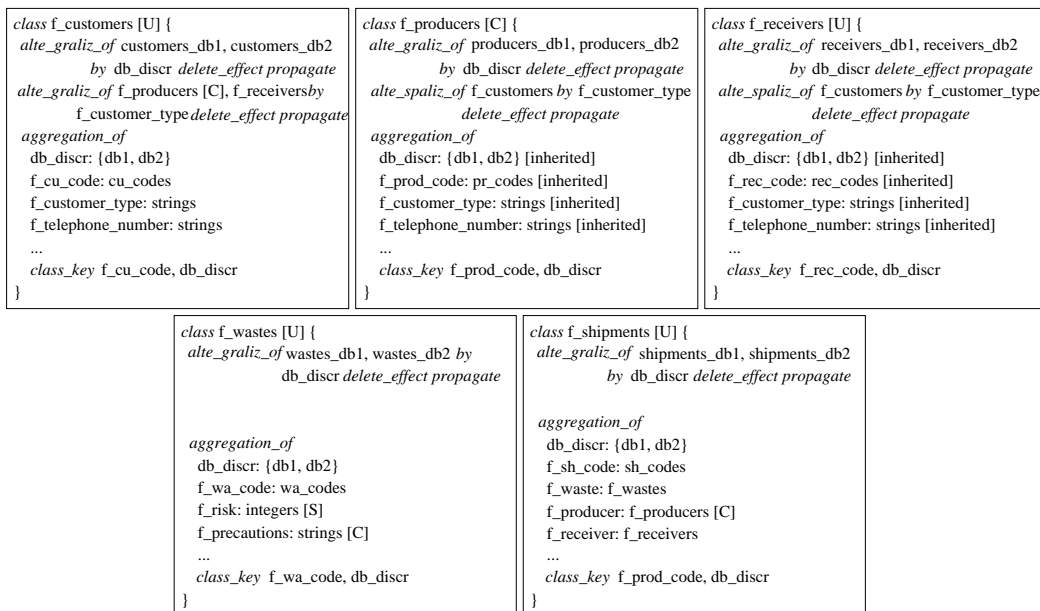 class f_customers [U] {
alte_graliz_of customers_db1, customers_db2
by db_discr delete_effect propagate
alte_graliz_of f_producers [C], f_receivers by
f_customer_type delete_effect propagate
aggregation_of
db_discr: {db1, db2}
f_cu_code: cu_codes
f_customer_type: strings
f_telephone_number: strings
...
class_key f_cu_code, db_discr
}
class f_producers [C] {
alte_graliz_of producers_db1, producers_db2
by db_discr delete_effect propagate
alte_spaliz_of f_customers by f_customer_type
delete_effect propagate
aggregation_of
db_discr: {db1, db2} [inherited]
f_prod_code: pr_codes [inherited]
f_customer_type: strings [inherited]
f_telephone_number: strings [inherited]
...
class_key f_prod_code, db_discr
}
class f_receivers [U] {
alte_graliz_of receivers_db1, receivers_db2
by db_discr delete_effect propagate
alte_spaliz_of f_customers by f_customer_type
delete_effect propagate
aggregation_of
db_discr: {db1, db2} [inherited]
f_rec_code: rec_codes [inherited]
f_customer_type: strings [inherited]
f_telephone_number: strings [inherited]
...
class_key f_rec_code, db_discr
}
class f_wastes [U] {
alte_graliz_of wastes_db1, wastes_db2 by
db_discr delete_effect propagate
aggregation_of
db_discr: {db1, db2}
f_wa_code: wa_codes
f_risk: integers [S]
f_precautions: strings [C]
...
class_key f_wa_code, db_discr
}
class f_shipments [U] {
alte_graliz_of shipments_db1, shipments_db2
by db_discr delete_effect propagate
aggregation_of
db_discr: {db1, db2}
f_sh_code: sh_codes
f_waste: f_wastes
f_producer: f_producers [C]
f_receiver: f_receivers
...
class_key f_prod_code, db_discr
}